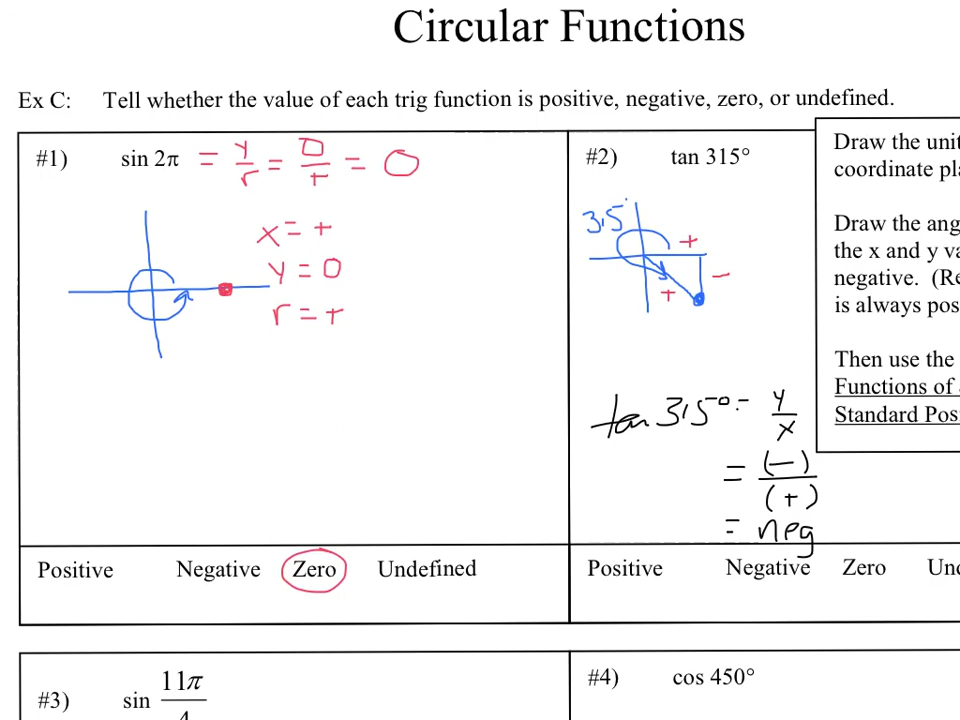 Circular Functions
Ex C: Tell whether the value of each trig function is positive, negative, zero, or undefined.
#1) sin 2π = y/r = 0/+ = 0
x = +
y = 0
r = +
Positive Negative Zero Undefined
#2) tan 315°
315°
+
−
+
tan 315° = y/x
= (−)/(+)
= neg
Positive Negative Zero Und
Draw the unit
coordinate pla
Draw the ang
the x and y va
negative. (Re
is always pos
Then use the
Functions of
Standard Posi
#3) sin 11π/4
#4) cos 450°